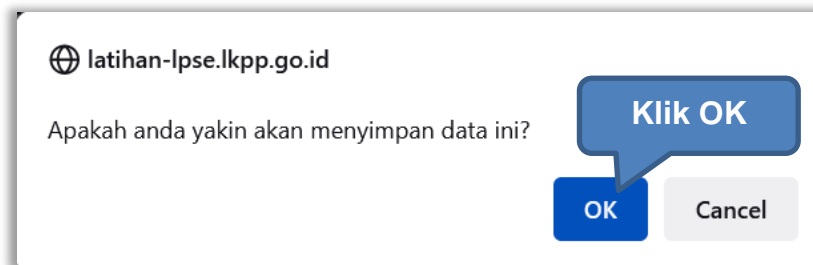 latihan-lpse.lkpp.go.id
Apakah anda yakin akan menyimpan data ini?
Klik OK
OK
Cancel